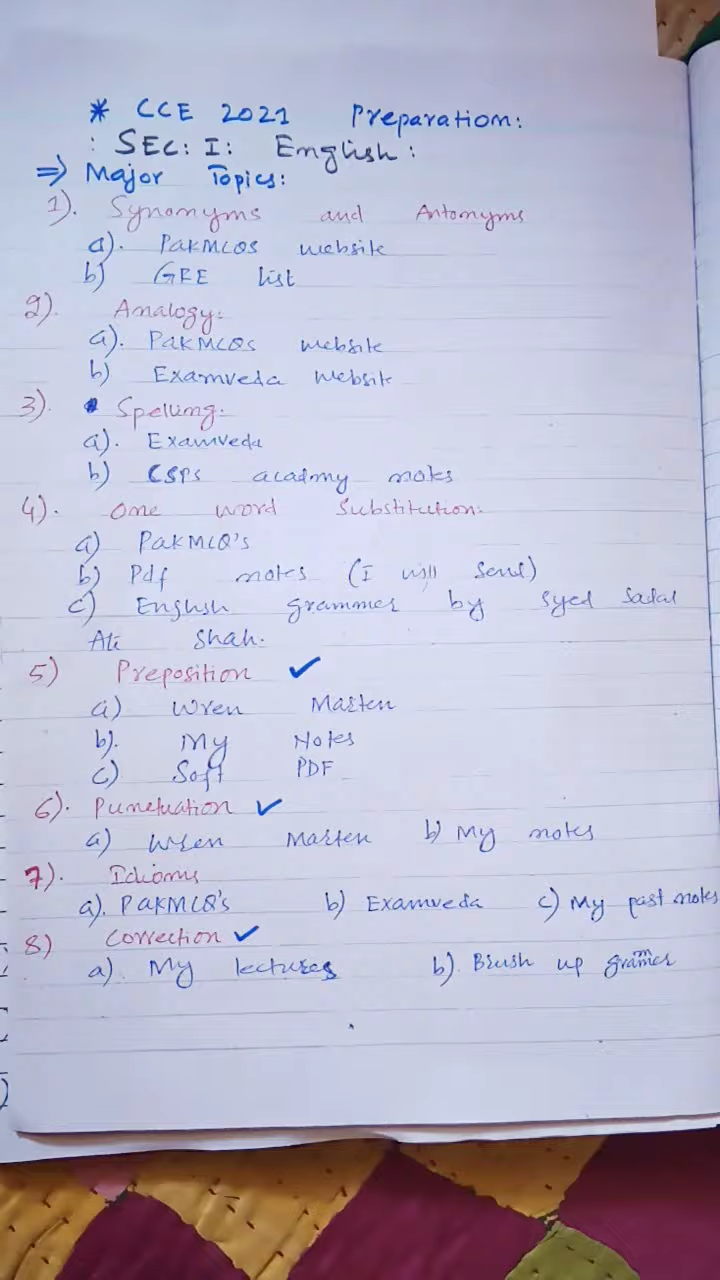 * CCE 2021 Preparation:
: SEC: I: English:
⇒ Major Topics:
1). Synonyms and Antonyms
a). PakMCQs website
b) GRE list
2). Analogy:
a). PakMCQs website
b) Examveda website
3). Spelling:
a). Examveda
b) CSPs acadmy notes
4). One word Substitution:
a) PakMCQ's
b) Pdf notes (I will send)
c) English grammer by Syed Sadat
Ali Shah.
5) Preposition ✓
a) Wren Marten
b). My Notes
c) Soft PDF
6). Punctuation ✓
a) Wren Marten b) My notes
7). Idioms
a). PakMCQ's b) Examveda c) My past notes
8) Correction ✓
a). My lectures b). Brush up grammer